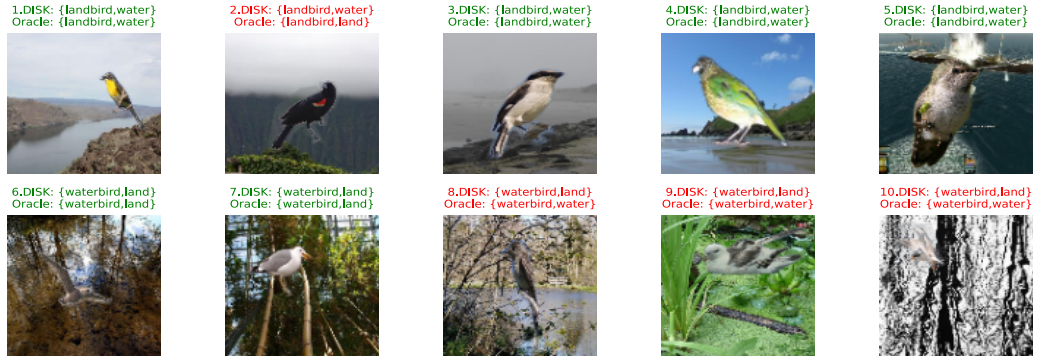 1.DISK: {landbird,water}
Oracle: {landbird,water}
2.DISK: {landbird,water}
Oracle: {landbird,land}
3.DISK: {landbird,water}
Oracle: {landbird,water}
4.DISK: {landbird,water}
Oracle: {landbird,water}
5.DISK: {landbird,water}
Oracle: {landbird,water}
6.DISK: {waterbird,land}
Oracle: {waterbird,land}
7.DISK: {waterbird,land}
Oracle: {waterbird,land}
8.DISK: {waterbird,land}
Oracle: {waterbird,water}
9.DISK: {waterbird,land}
Oracle: {waterbird,water}
10.DISK: {waterbird,land}
Oracle: {waterbird,water}